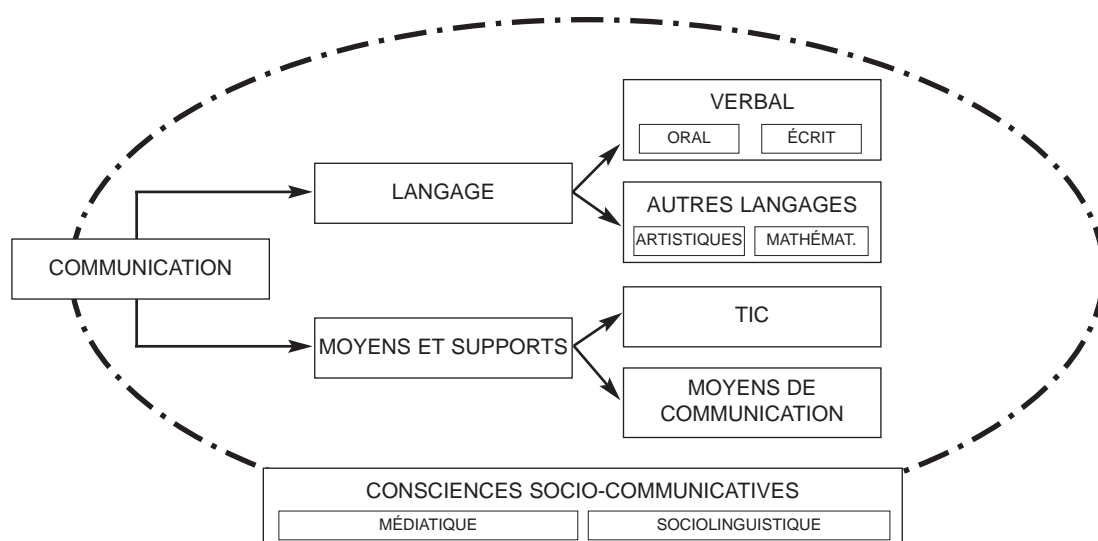 VERBAL
ORAL
ÉCRIT
LANGAGE
AUTRES LANGAGES
ARTISTIQUES
MATHÉMAT.
COMMUNICATION
TIC
MOYENS ET SUPPORTS
MOYENS DE
COMMUNICATION
CONSCIENCES SOCIO-COMMUNICATIVES
MÉDIATIQUE
SOCIOLINGUISTIQUE